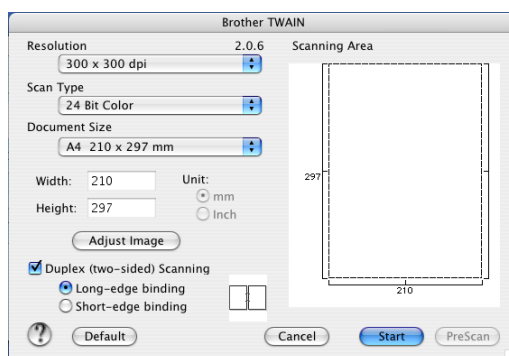 Brother TWAIN
Resolution 2.0.6
300 x 300 dpi
Scan Type
24 Bit Color
Document Size
A4 210 x 297 mm
Width: 210
Height: 297
Unit:
mm
Inch
Adjust Image
Duplex (two-sided) Scanning
Long-edge binding
Short-edge binding
? Default
Scanning Area
297
210
Cancel Start PreScan